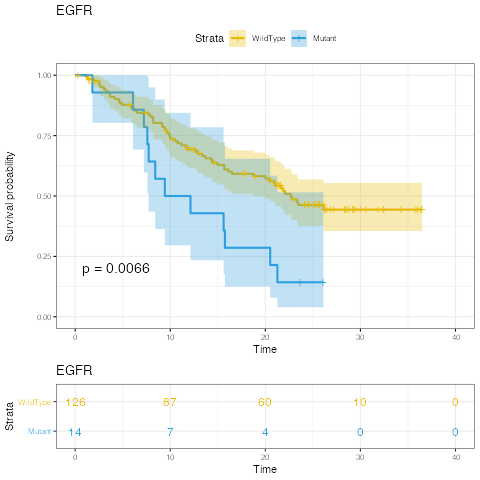 EGFR
Strata WildType Mutant
Survival probability
1.00
0.75
0.50
0.25
0.00
p = 0.0066
0 10 20 30 40
Time
EGFR
Strata
WildType 126 87 60 10 0
Mutant 14 7 4 0 0
0 10 20 30 40
Time